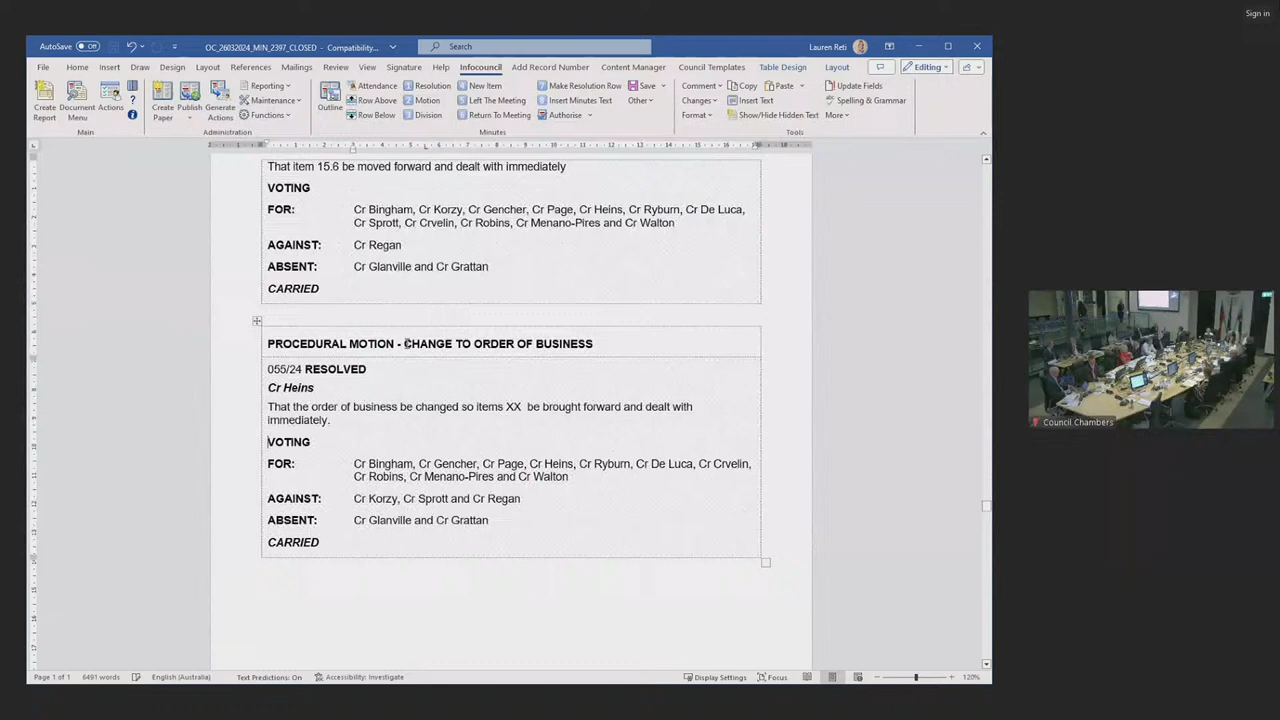 Sign in
AutoSave Off OC_26032024_MIN_2397_CLOSED - Compatibility... Search Lauren Reti
File Home Insert Draw Design Layout References Mailings Review View Signature Help Infocouncil Add Record Number Content Manager Council Templates Table Design Layout Editing
Reporting Attendance Resolution New Item Make Resolution Row Save Comment Copy Paste Update Fields
Create Report Document Menu Actions Maintenance Create Paper Publish Generate Actions Outline Row Above Motion Left The Meeting Insert Minutes Text Other Changes Insert Text Spelling & Grammar
Functions Row Below Division Return To Meeting Authorise Format Show/Hide Hidden Text More
Main Administration Minutes Tools
That item 15.6 be moved forward and dealt with immediately
VOTING
FOR: Cr Bingham, Cr Korzy, Cr Gencher, Cr Page, Cr Heins, Cr Ryburn, Cr De Luca,
Cr Sprott, Cr Crvelin, Cr Robins, Cr Menano-Pires and Cr Walton
AGAINST: Cr Regan
ABSENT: Cr Glanville and Cr Grattan
CARRIED
PROCEDURAL MOTION - CHANGE TO ORDER OF BUSINESS
055/24 RESOLVED
Cr Heins
That the order of business be changed so items XX be brought forward and dealt with
immediately.
VOTING
FOR: Cr Bingham, Cr Gencher, Cr Page, Cr Heins, Cr Ryburn, Cr De Luca, Cr Crvelin,
Cr Robins, Cr Menano-Pires and Cr Walton
AGAINST: Cr Korzy, Cr Sprott and Cr Regan
ABSENT: Cr Glanville and Cr Grattan
CARRIED
Council Chambers
Page 1 of 1 6491 words English (Australia) Text Predictions: On Accessibility: Investigate Display Settings Focus 120%